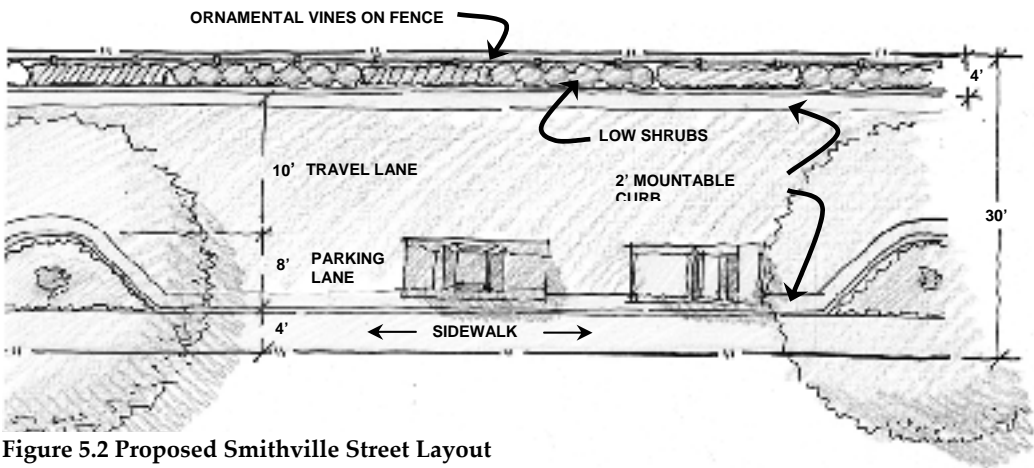 ORNAMENTAL VINES ON FENCE
4'
LOW SHRUBS
10' TRAVEL LANE
2' MOUNTABLE
CURB
30'
8' PARKING
LANE
4'
SIDEWALK
Figure 5.2 Proposed Smithville Street Layout